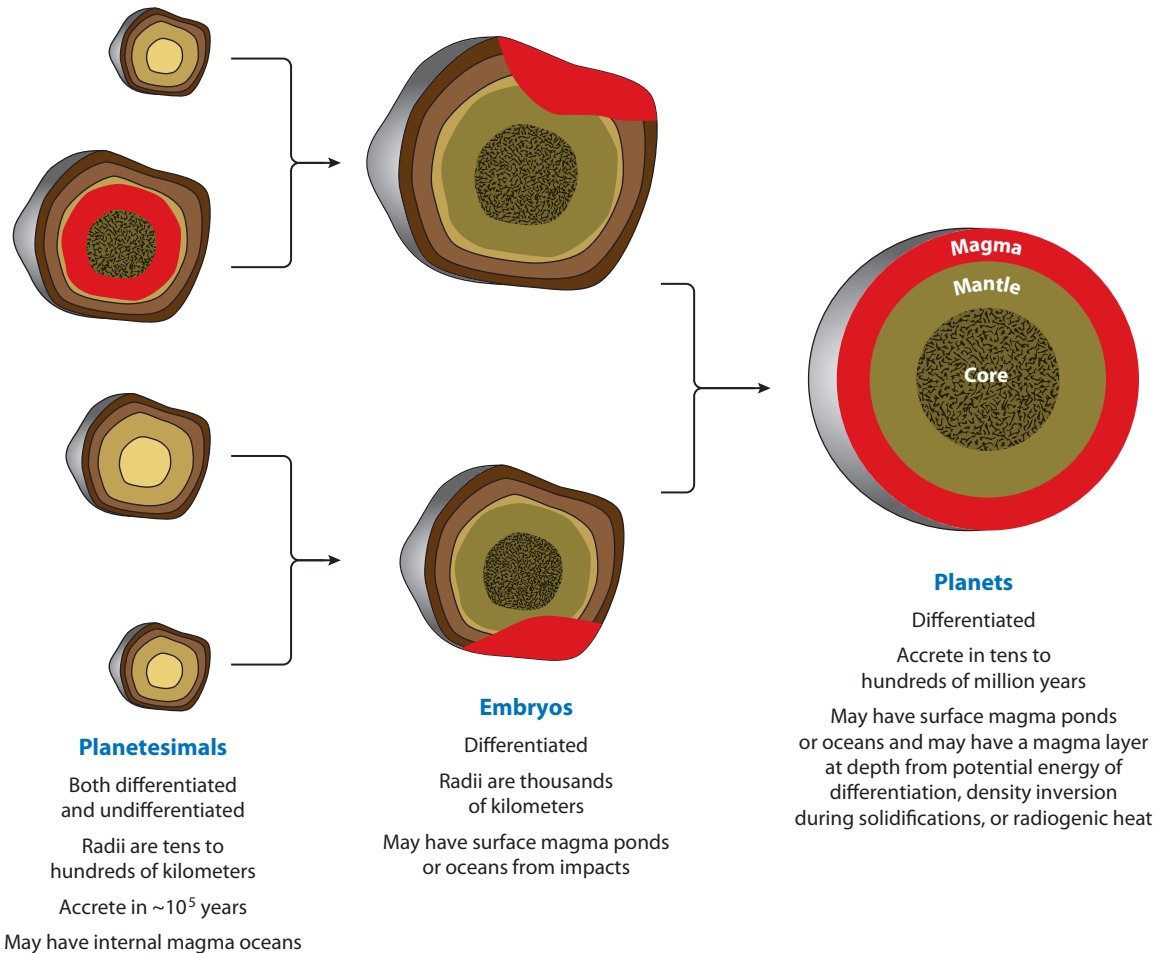 Magma
Mantle
Core
Planetesimals
Both differentiated
and undifferentiated
Radii are tens to
hundreds of kilometers
Accrete in ~10⁵ years
May have internal magma oceans
Embryos
Differentiated
Radii are thousands
of kilometers
May have surface magma ponds
or oceans from impacts
Planets
Differentiated
Accrete in tens to
hundreds of million years
May have surface magma ponds
or oceans and may have a magma layer
at depth from potential energy of
differentiation, density inversion
during solidifications, or radiogenic heat